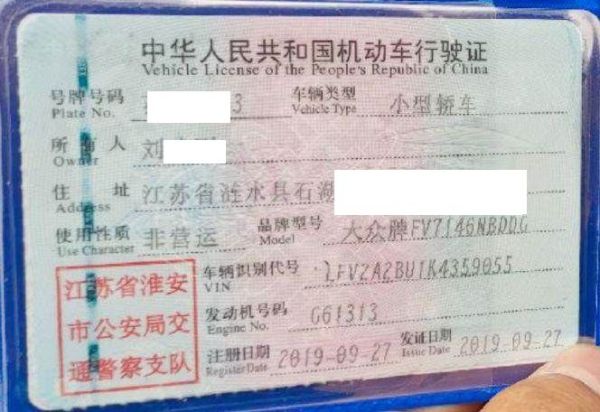 中华人民共和国机动车行驶证
Vehicle License of the People's Republic of China
号牌号码 3 车辆类型 小型轿车
Plate No. Vehicle Type
所有人 刘
Owner
住址 江苏省涟水县石湖
Address
使用性质 非营运 品牌型号 大众牌FV7146NBDDG
Use Character Model
江苏省淮安
市公安局交
通警察支队
车辆识别代号 LFV2A2BU1K4359055
VIN
发动机号码 G61313
Engine No.
注册日期 2019-09-27 发证日期 2019-09-27
Register Date Issue Date